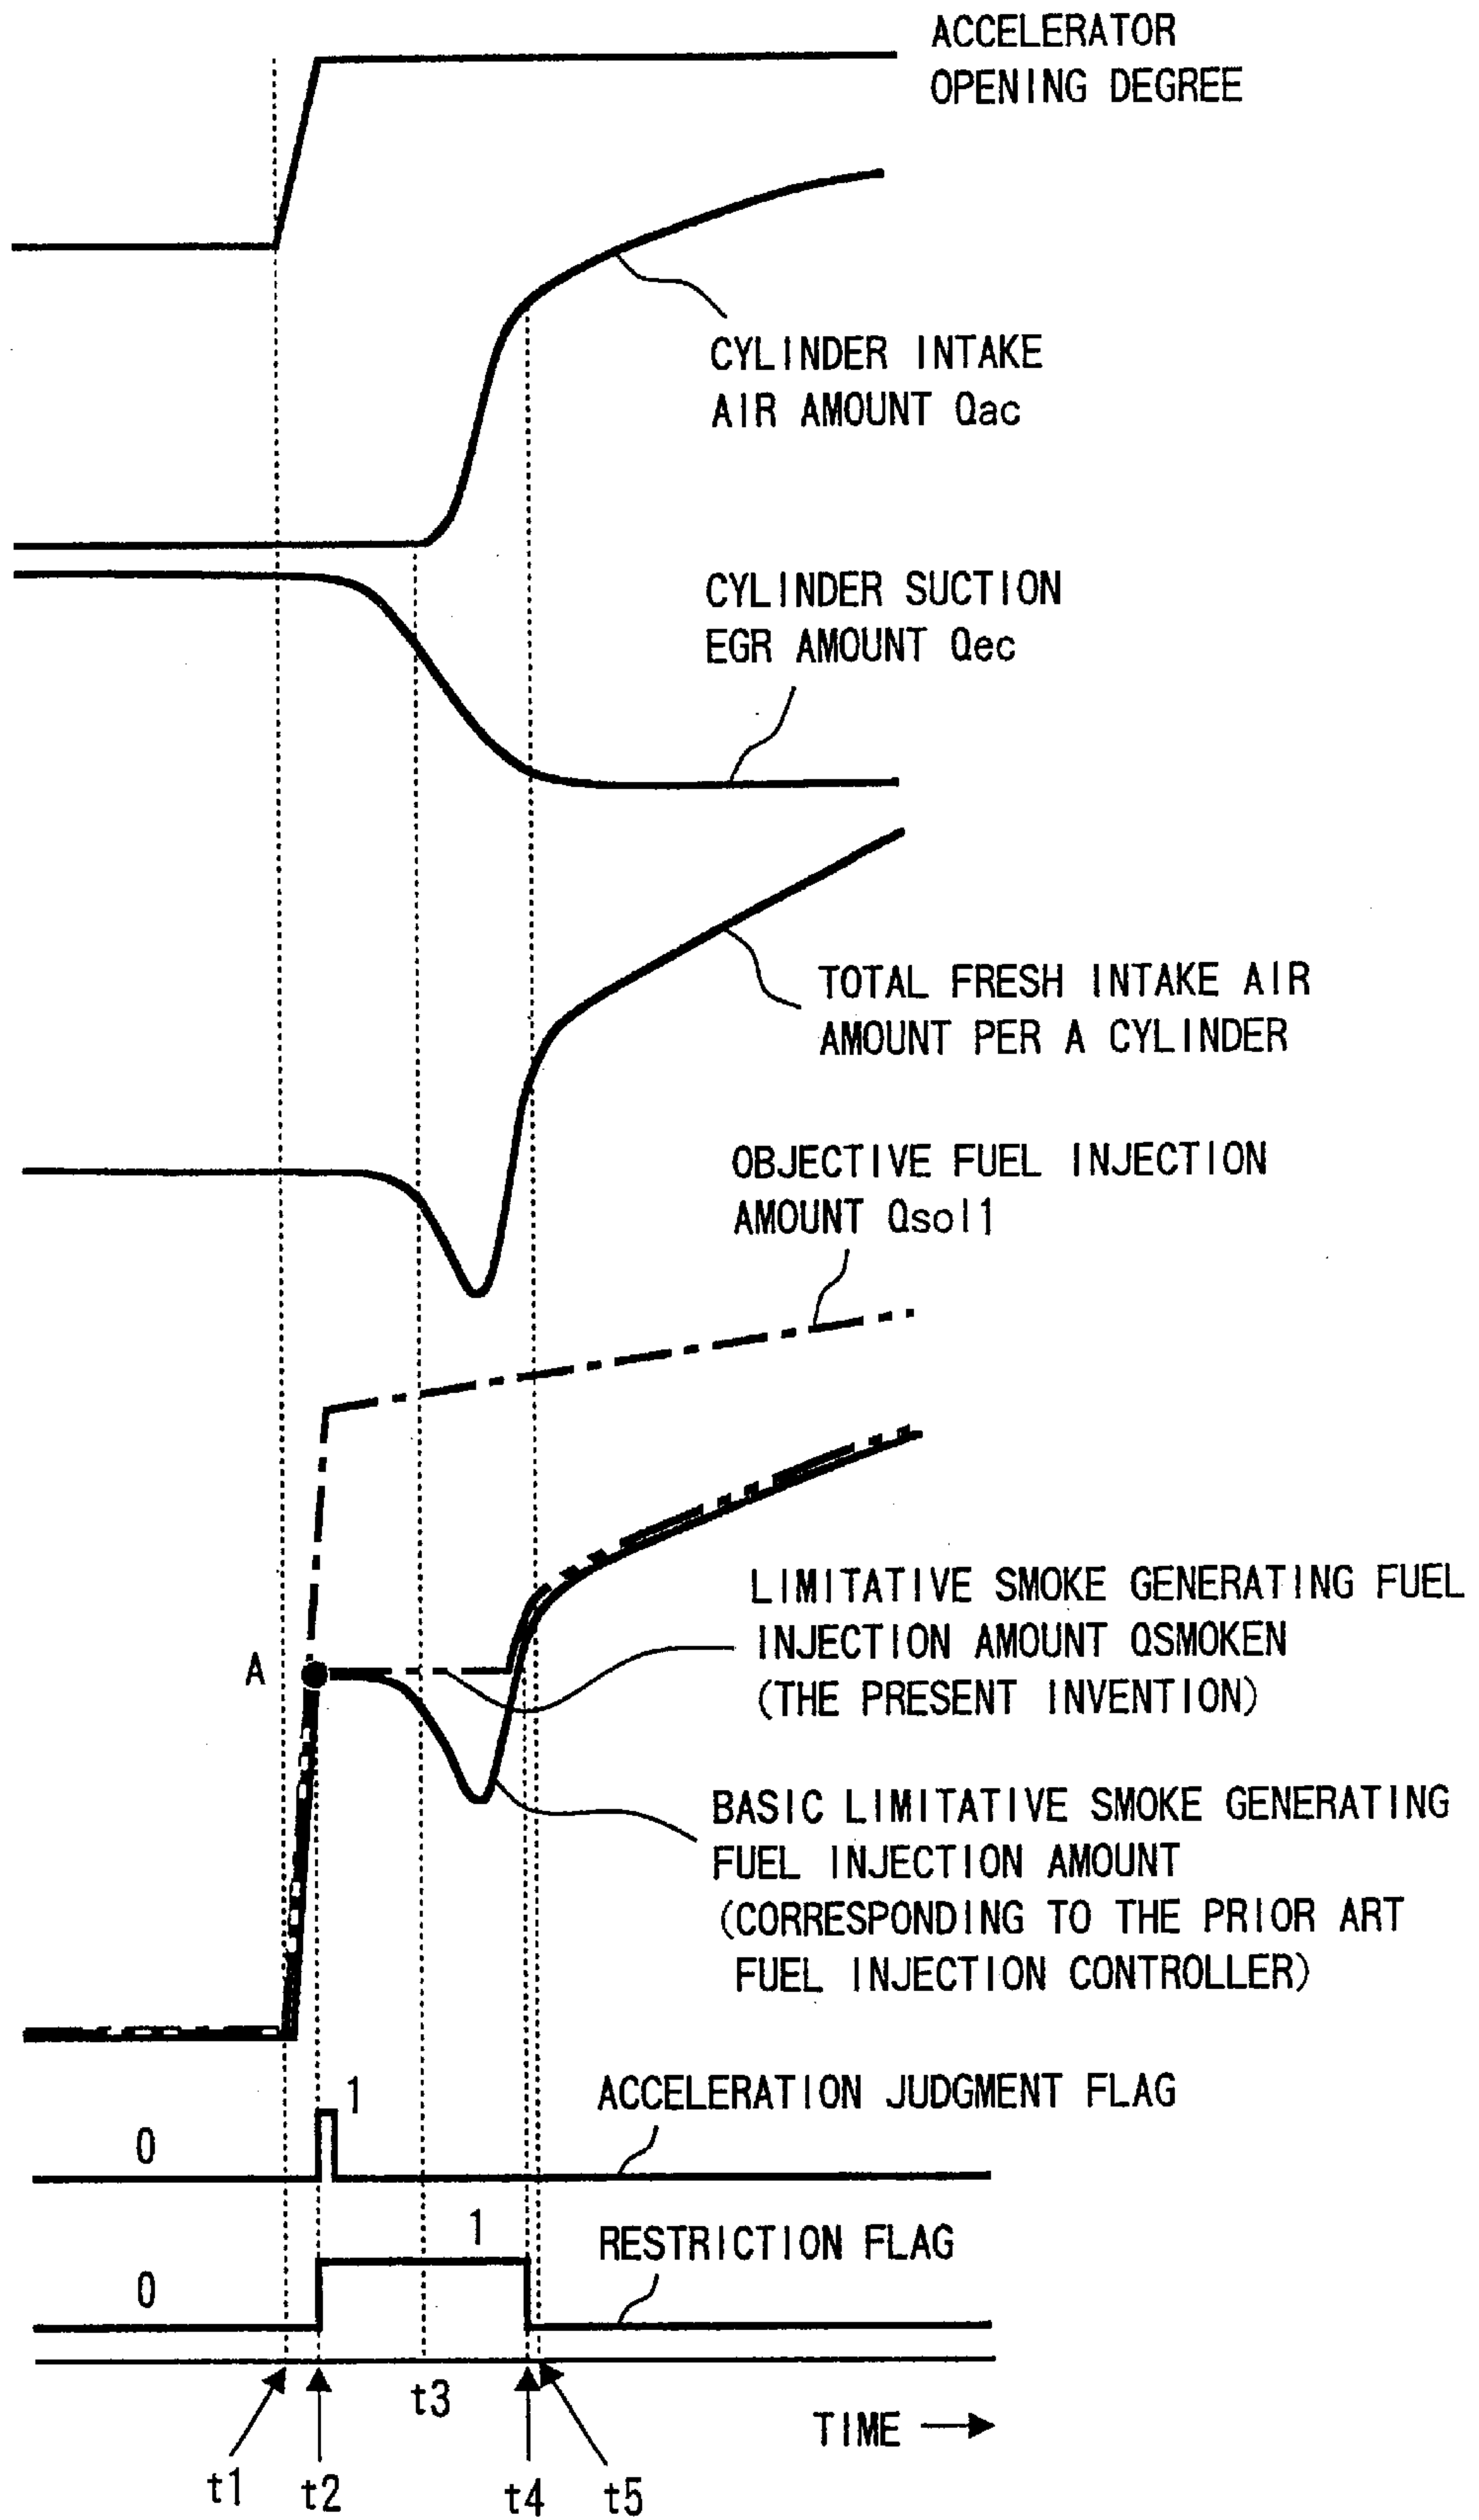 ACCELERATOR
OPENING DEGREE
CYLINDER INTAKE
AIR AMOUNT Qac
CYLINDER SUCTION
EGR AMOUNT Qec
TOTAL FRESH INTAKE AIR
AMOUNT PER A CYLINDER
OBJECTIVE FUEL INJECTION
AMOUNT Qsol1
LIMITATIVE SMOKE GENERATING FUEL
INJECTION AMOUNT QSMOKEN
(THE PRESENT INVENTION)
A
BASIC LIMITATIVE SMOKE GENERATING
FUEL INJECTION AMOUNT
(CORRESPONDING TO THE PRIOR ART
FUEL INJECTION CONTROLLER)
1
ACCELERATION JUDGMENT FLAG
0
1
RESTRICTION FLAG
0
t3
TIME
t1
t2
t4
t5